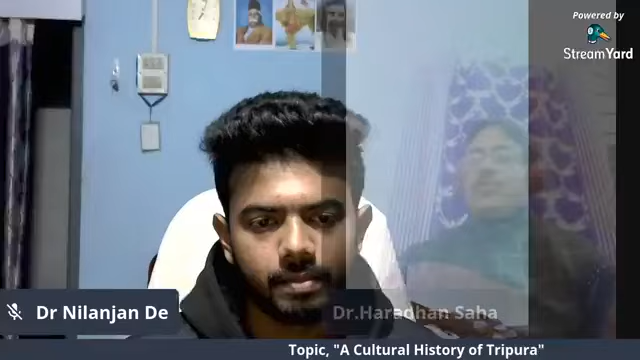 Powered by
StreamYard
Dr Nilanjan De
Dr.Haradhan Saha
Topic, "A Cultural History of Tripura"